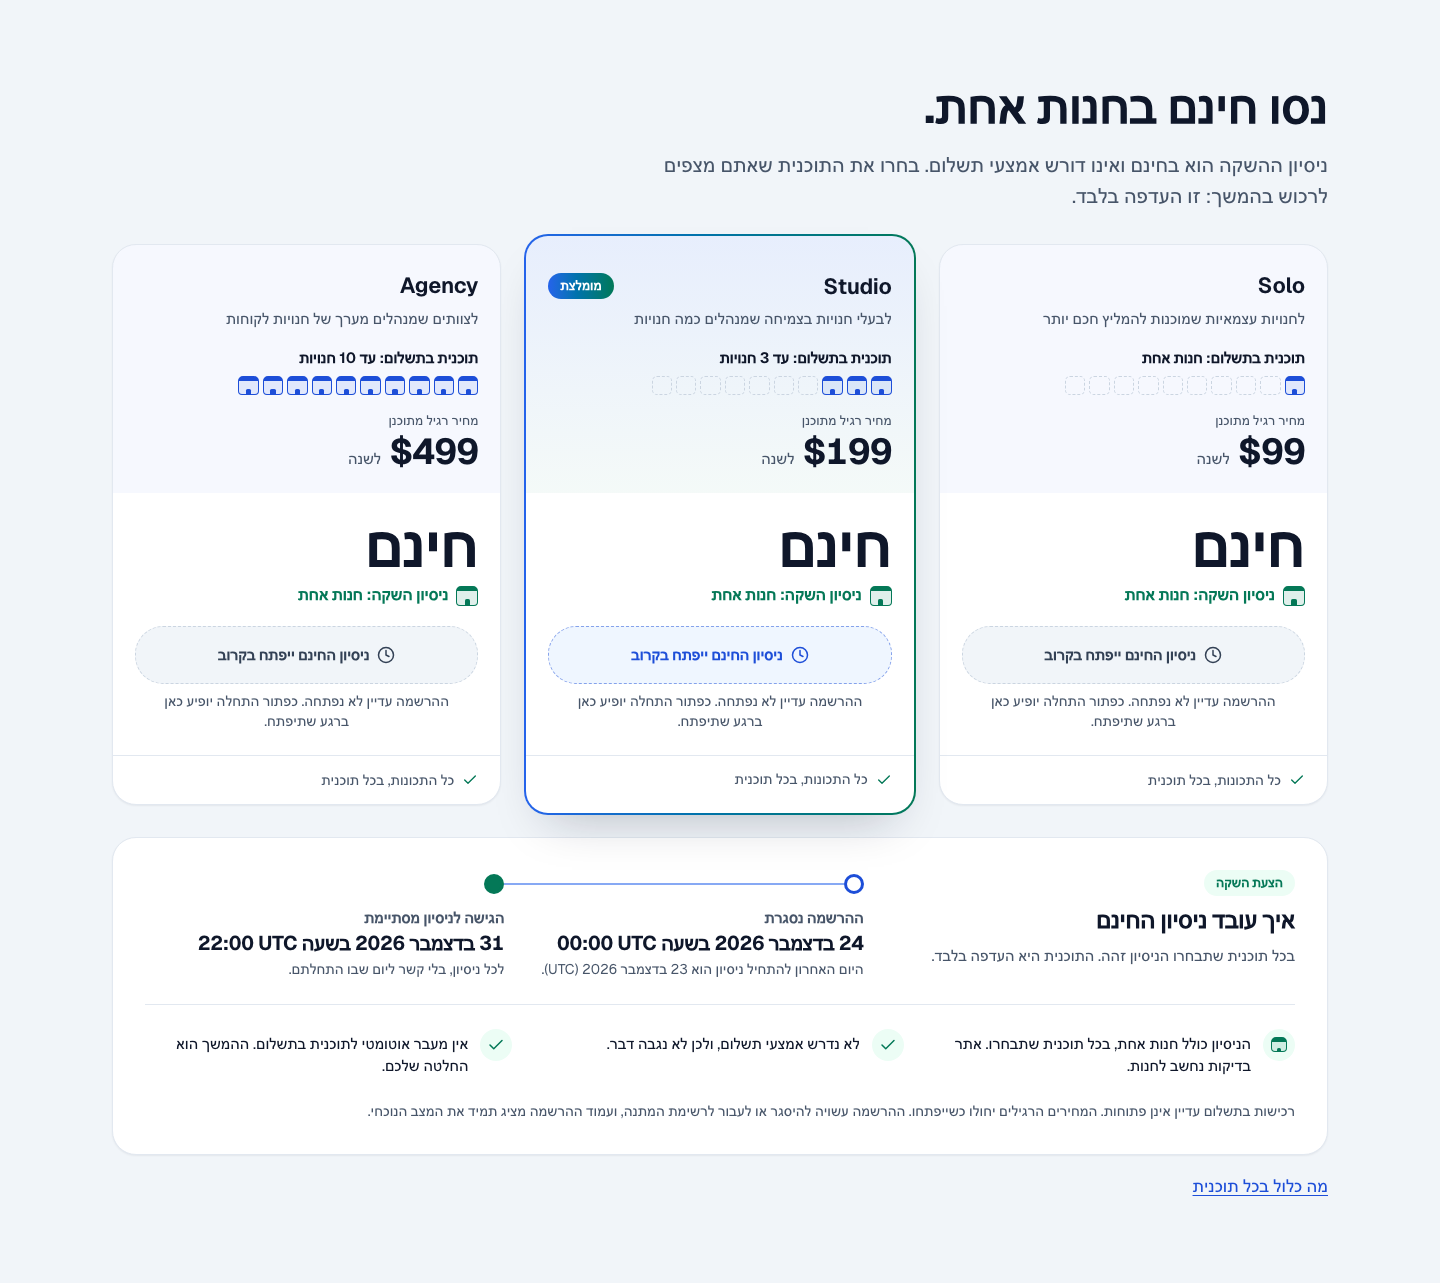 נסו חינם בחנות אחת.
ניסיון ההשקה הוא בחינם ואינו דורש אמצעי תשלום. בחרו את התוכנית שאתם מצפים
לרכוש בהמשך: זו העדפה בלבד.
Solo
לחנויות עצמאיות שמוכנות להמליץ חכם יותר
תוכנית בתשלום: חנות אחת
מחיר רגיל מתוכנן
$99 לשנה
חינם
ניסיון השקה: חנות אחת
ניסיון החינם ייפתח בקרוב
ההרשמה עדיין לא נפתחה. כפתור התחלה יופיע כאן
ברגע שתיפתח.
כל התכונות, בכל תוכנית
Studio
מומלצת
לבעלי חנויות בצמיחה שמנהלים כמה חנויות
תוכנית בתשלום: עד 3 חנויות
מחיר רגיל מתוכנן
$199 לשנה
חינם
ניסיון השקה: חנות אחת
ניסיון החינם ייפתח בקרוב
ההרשמה עדיין לא נפתחה. כפתור התחלה יופיע כאן
ברגע שתיפתח.
כל התכונות, בכל תוכנית
Agency
לצוותים שמנהלים מערך של חנויות לקוחות
תוכנית בתשלום: עד 10 חנויות
מחיר רגיל מתוכנן
$499 לשנה
חינם
ניסיון השקה: חנות אחת
ניסיון החינם ייפתח בקרוב
ההרשמה עדיין לא נפתחה. כפתור התחלה יופיע כאן
ברגע שתיפתח.
כל התכונות, בכל תוכנית
הצעת השקה
איך עובד ניסיון החינם
בכל תוכנית שתבחרו הניסיון זהה. התוכנית היא העדפה בלבד.
ההרשמה נסגרת
24 בדצמבר 2026 בשעה 00:00 UTC
היום האחרון להתחיל ניסיון הוא 23 בדצמבר 2026 (UTC).
הגישה לניסיון מסתיימת
31 בדצמבר 2026 בשעה 22:00 UTC
לכל ניסיון, בלי קשר ליום שבו התחלתם.
הניסיון כולל חנות אחת, בכל תוכנית שתבחרו. אתר
בדיקות נחשב לחנות.
לא נדרש אמצעי תשלום, ולכן לא נגבה דבר.
אין מעבר אוטומטי לתוכנית בתשלום. ההמשך הוא
החלטה שלכם.
רכישות בתשלום עדיין אינן פתוחות. המחירים הרגילים יחולו כשייפתחו. ההרשמה עשויה להיסגר או לעבור לרשימת המתנה, ועמוד ההרשמה מציג תמיד את המצב הנוכחי.
מה כלול בכל תוכנית